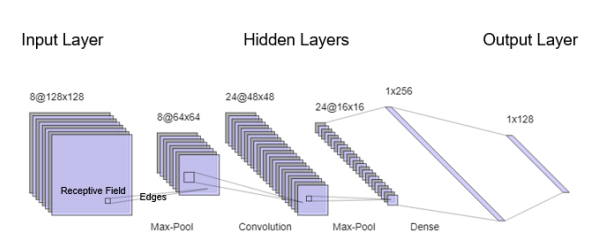 Input Layer
Hidden Layers
Output Layer
8@128x128
8@64x64
24@48x48
24@16x16
1x256
1x128
Receptive Field
Edges
Max-Pool
Convolution
Max-Pool
Dense